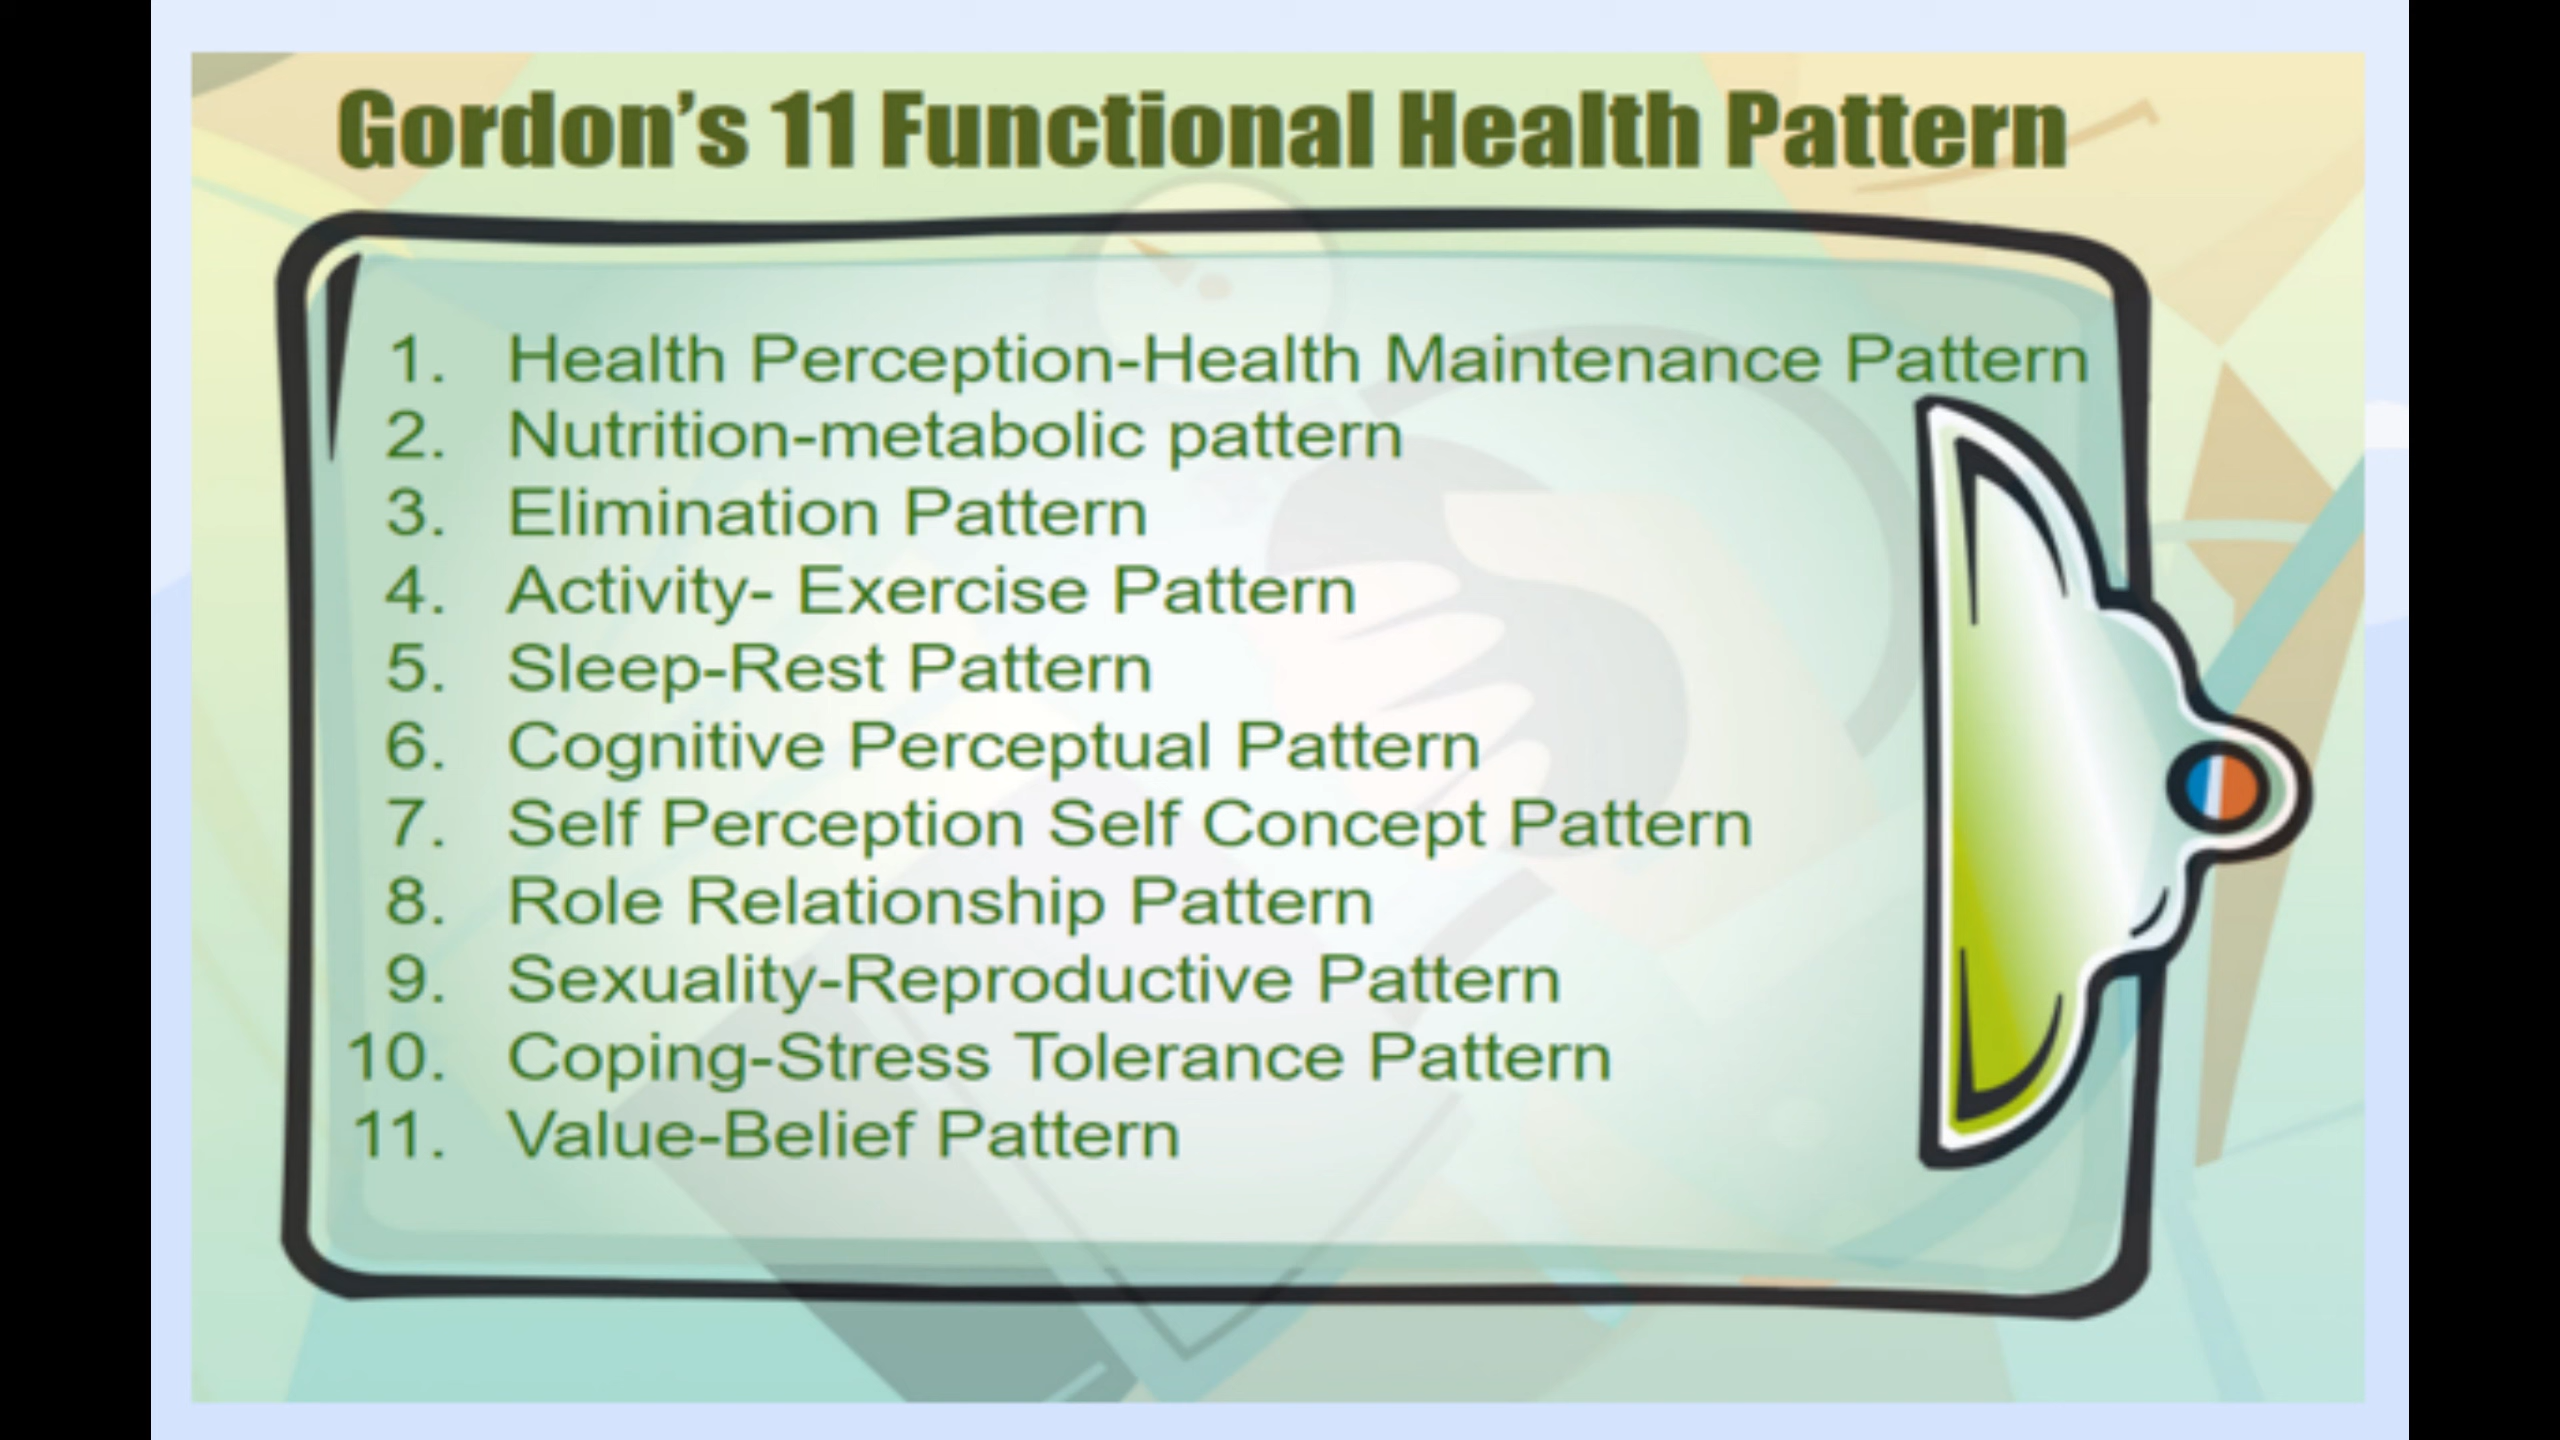 Gordon’s 11 Functional Health Pattern
1. Health Perception-Health Maintenance Pattern
2. Nutrition-metabolic pattern
3. Elimination Pattern
4. Activity- Exercise Pattern
5. Sleep-Rest Pattern
6. Cognitive Perceptual Pattern
7. Self Perception Self Concept Pattern
8. Role Relationship Pattern
9. Sexuality-Reproductive Pattern
10. Coping-Stress Tolerance Pattern
11. Value-Belief Pattern